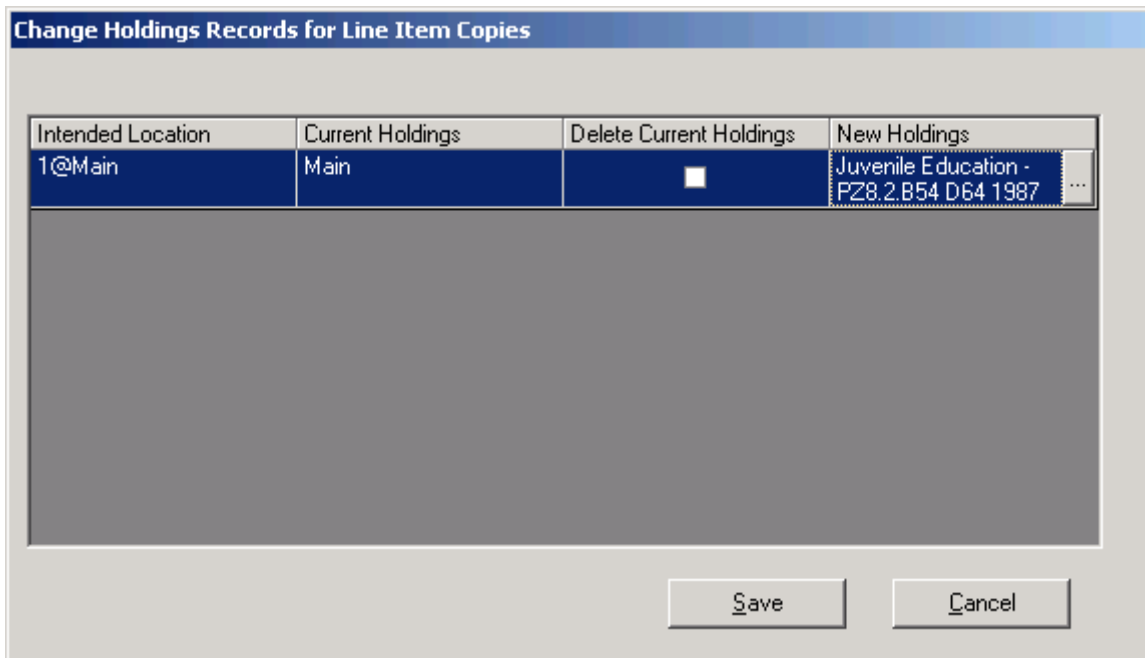 Change Holdings Records for Line Item Copies
Intended Location Current Holdings Delete Current Holdings New Holdings
1@Main Main Juvenile Education -
PZ8.2.B54 D64 1987 ...
Save Cancel